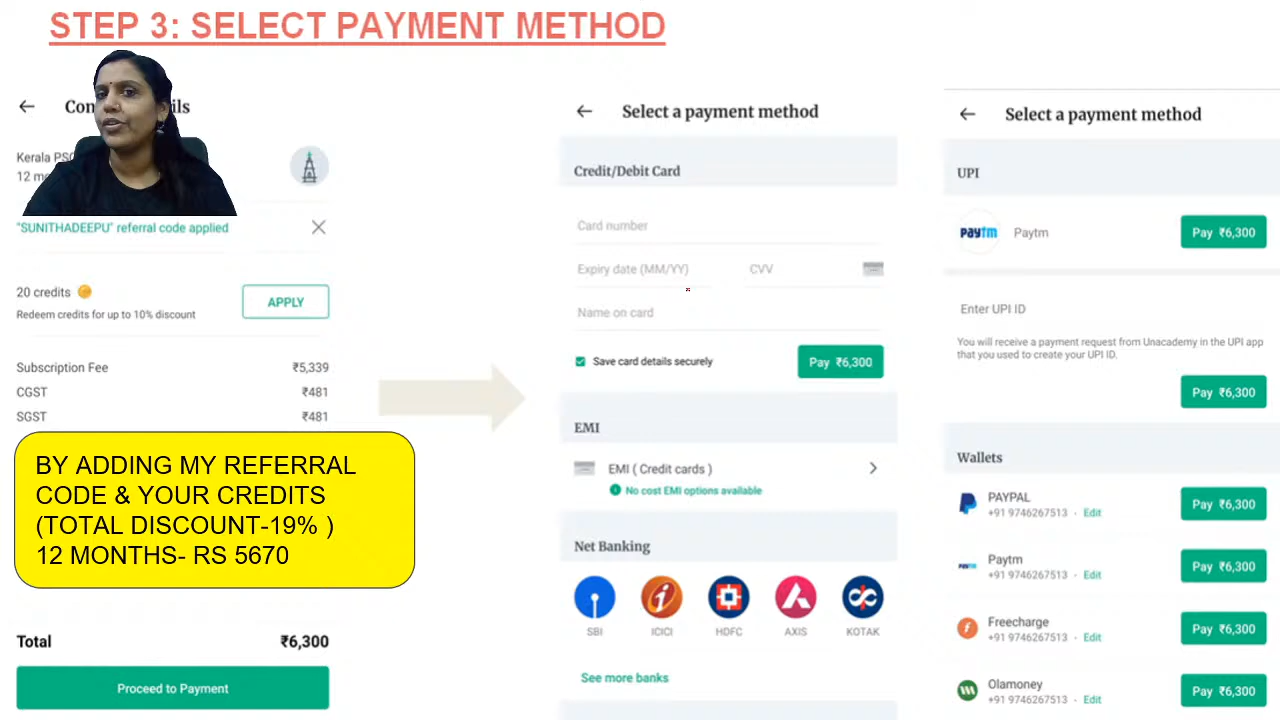 STEP 3: SELECT PAYMENT METHOD
Con ils
Kerala PSC
12 mo
"SUNITHADEEPU" referral code applied
20 credits
Redeem credits for up to 10% discount
APPLY
Subscription Fee ₹5,339
CGST ₹481
SGST ₹481
BY ADDING MY REFERRAL
CODE & YOUR CREDITS
(TOTAL DISCOUNT-19% )
12 MONTHS- RS 5670
Total ₹6,300
Proceed to Payment
Select a payment method
Credit/Debit Card
Card number
Expiry date (MM/YY) CVV
Name on card
Save card details securely
Pay ₹6,300
EMI
EMI ( Credit cards )
No cost EMI options available
Net Banking
SBI ICICI HDFC AXIS KOTAK
See more banks
Select a payment method
UPI
Paytm Paytm Pay ₹6,300
Enter UPI ID
You will receive a payment request from Unacademy in the UPI app
that you used to create your UPI ID.
Pay ₹6,300
Wallets
PAYPAL
+91 9746267513 · Edit
Pay ₹6,300
Paytm Paytm
+91 9746267513 · Edit
Pay ₹6,300
Freecharge
+91 9746267513 · Edit
Pay ₹6,300
Olamoney
+91 9746267513 · Edit
Pay ₹6,300